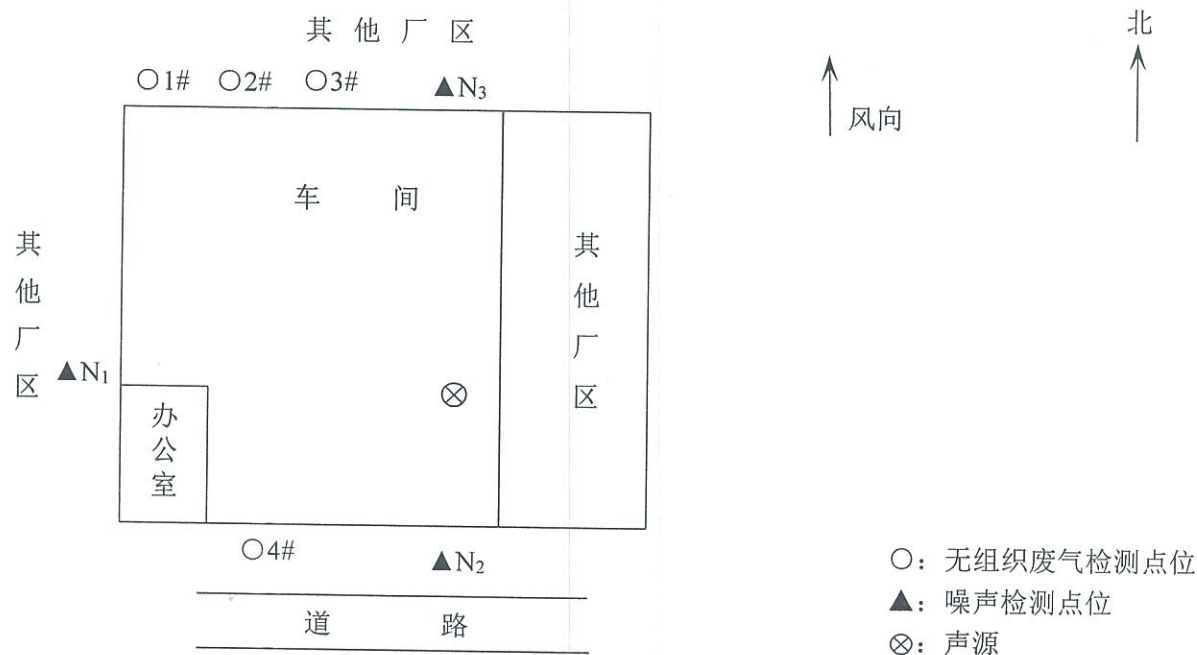 其他厂区
北
○1# ○2# ○3# ▲N₃
风向
车间
其他厂区
其他厂区
▲N₁
办公室
○4# ▲N₂
道路
○：无组织废气检测点位
▲：噪声检测点位
⊗：声源